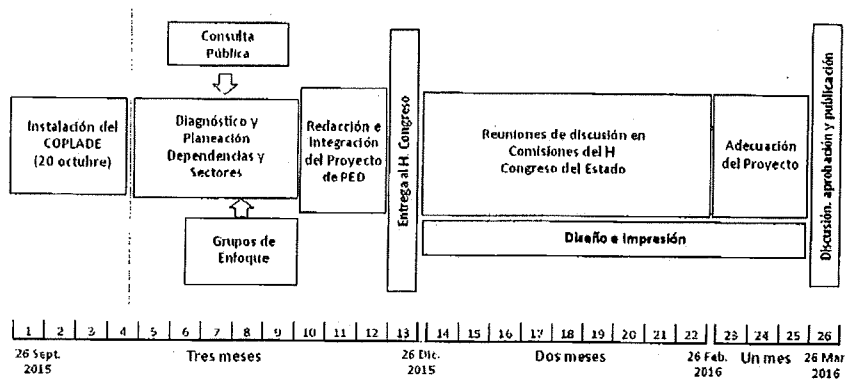 Consulta
Pública
Instalación del
COPLADE
(20 octubre)
Diagnóstico y
Planeación
Dependencias y
Sectores
Redacción e
Integración
del Proyecto
de PED
Entrega al H. Congreso
Reuniones de discusión en
Comisiones del H
Congreso del Estado
Adecuación
del Proyecto
Discusión, aprobación y publicación
Grupos de
Enfoque
Diseño e Impresión
1 2 3 4 5 6 7 8 9 10 11 12 13 14 15 16 17 18 19 20 21 22 23 24 25 26
26 Sept.
2015
Tres meses
26 Dic.
2015
Dos meses
26 Feb.
2016
Un mes
26 Mar
2016